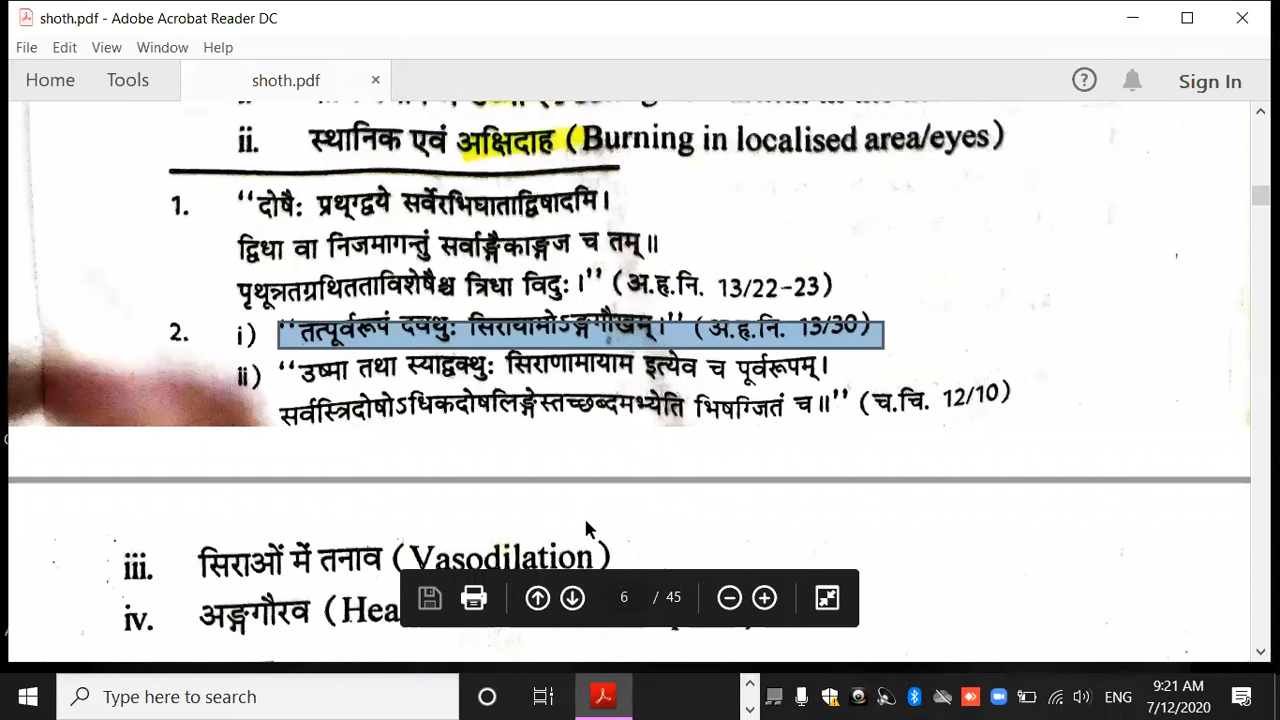 shoth.pdf - Adobe Acrobat Reader DC
File Edit View Window Help
Home Tools shoth.pdf × ? Sign In
ii. स्थानिक एवं अक्षिदाह (Burning in localised area/eyes)
1. “दोषैः प्रथ्ग्द्वये सर्वेरभिघाताद्विषादमि।
द्विधा वा निजमागन्तुं सर्वाङ्गैकाङ्गज च तम्॥
पृथून्नतग्रथितताविशेषैश्च त्रिधा विदुः।” (अ.हृ.नि. 13/22-23)
2. i) “तत्पूर्वरूपं दवथुः सिरायामोऽङ्गगौरवम्।” (अ.हृ.नि. 13/30)
ii) “उष्मा तथा स्याद्दवथुः सिराणामायाम इत्येव च पूर्वरूपम्।
सर्वस्त्रिदोषोऽधिकदोषलिङ्गेस्तच्छब्दमभ्येति भिषग्जितं च॥” (च.चि. 12/10)
iii. सिराओं में तनाव (Vasodilation)
iv. अङ्गगौरव (Hea
6 / 45
Type here to search
ENG
9:21 AM
7/12/2020